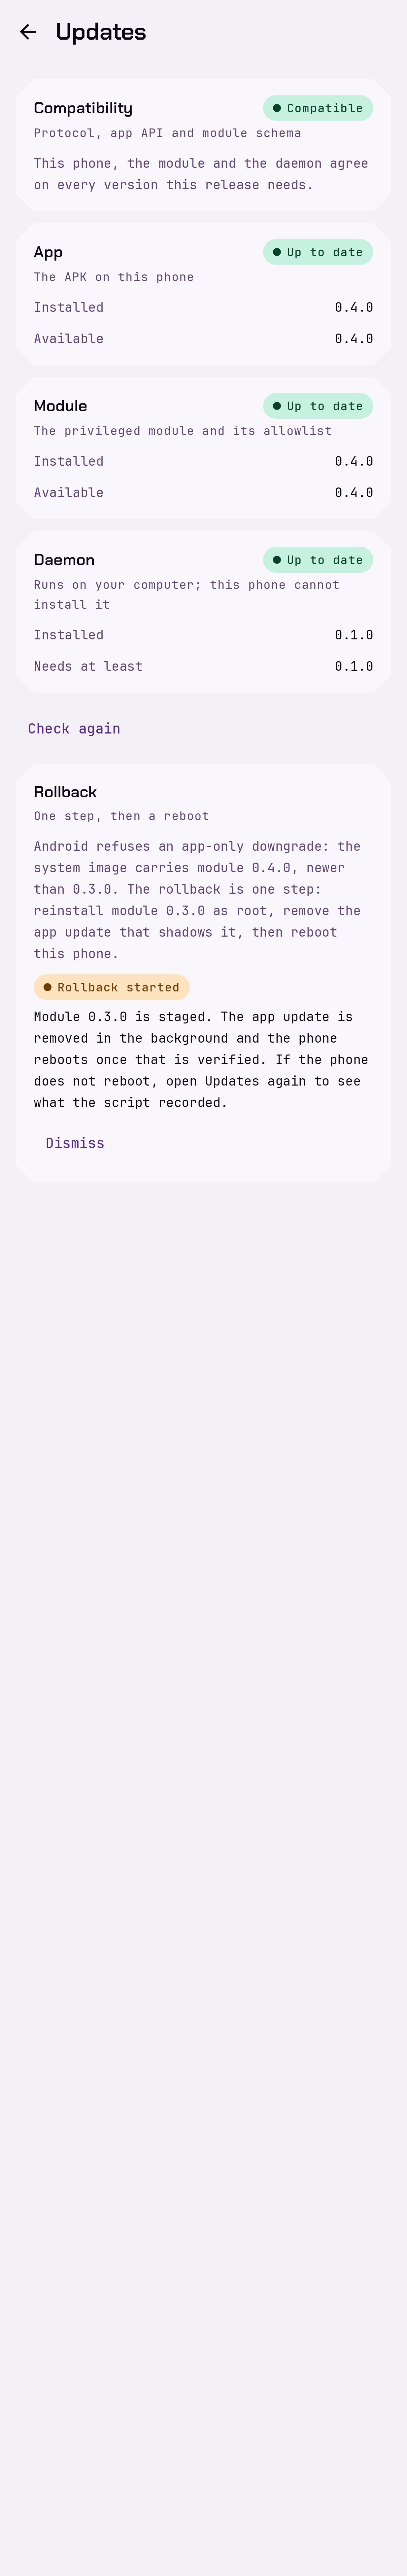 Updates
Compatibility
Compatible
Protocol, app API and module schema
This phone, the module and the daemon agree
on every version this release needs.
App
Up to date
The APK on this phone
Installed 0.4.0
Available 0.4.0
Module
Up to date
The privileged module and its allowlist
Installed 0.4.0
Available 0.4.0
Daemon
Up to date
Runs on your computer; this phone cannot
install it
Installed 0.1.0
Needs at least 0.1.0
Check again
Rollback
One step, then a reboot
Android refuses an app-only downgrade: the
system image carries module 0.4.0, newer
than 0.3.0. The rollback is one step:
reinstall module 0.3.0 as root, remove the
app update that shadows it, then reboot
this phone.
Rollback started
Module 0.3.0 is staged. The app update is
removed in the background and the phone
reboots once that is verified. If the phone
does not reboot, open Updates again to see
what the script recorded.
Dismiss